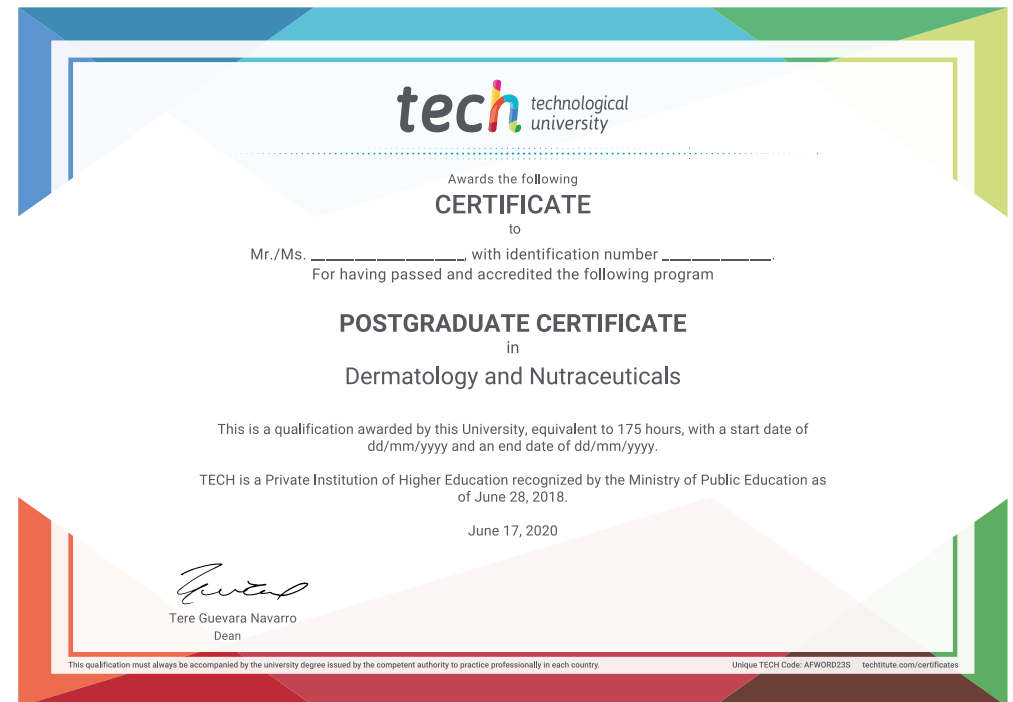 tech technological
university
Awards the following
CERTIFICATE
to
Mr./Ms. ______________, with identification number __________.
For having passed and accredited the following program
POSTGRADUATE CERTIFICATE
in
Dermatology and Nutraceuticals
This is a qualification awarded by this University, equivalent to 175 hours, with a start date of
dd/mm/yyyy and an end date of dd/mm/yyyy.
TECH is a Private Institution of Higher Education recognized by the Ministry of Public Education as
of June 28, 2018.
June 17, 2020
Tere Guevara Navarro
Dean
This qualification must always be accompanied by the university degree issued by the competent authority to practice professionally in each country.
Unique TECH Code: AFWORD23S techtitute.com/certificates